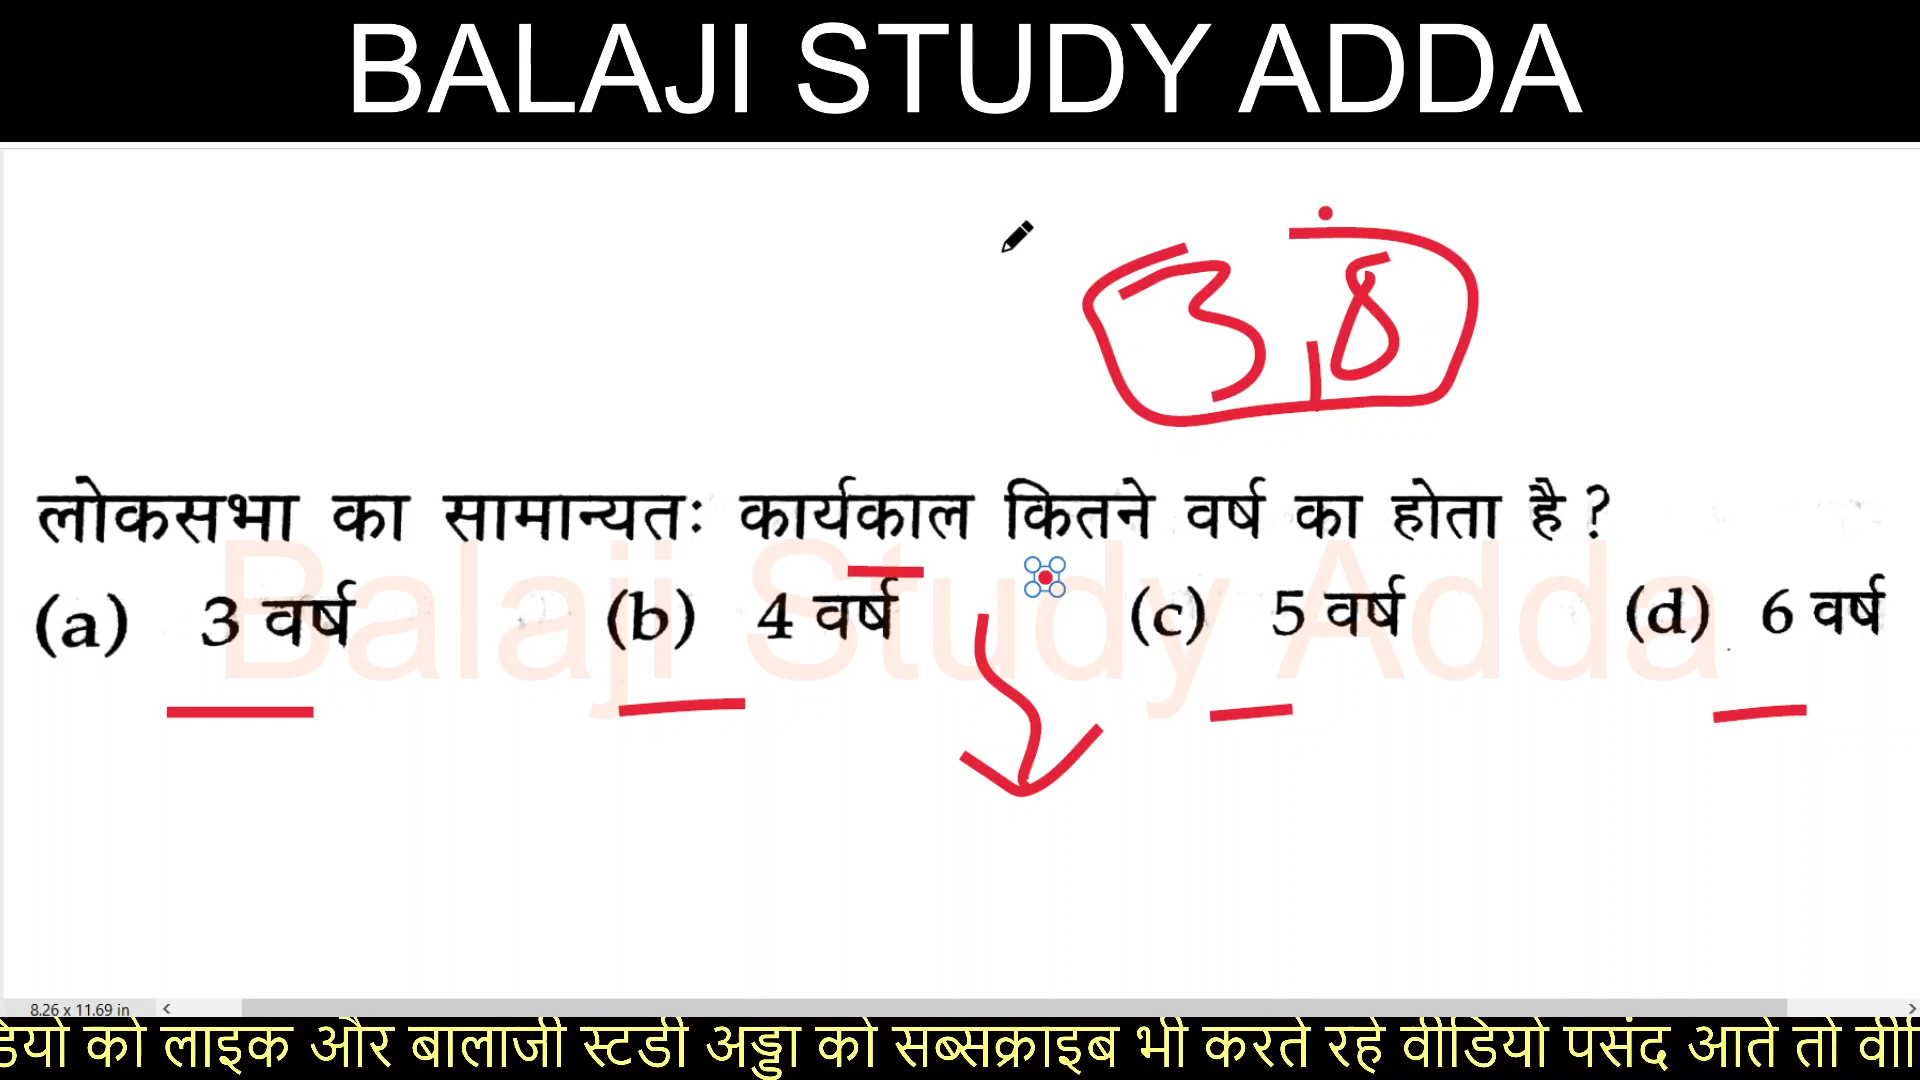 BALAJI STUDY ADDA
3,8
लोकसभा का सामान्यतः कार्यकाल कितने वर्ष का होता है ?
(a) 3 वर्ष (b) 4 वर्ष (c) 5 वर्ष (d) 6 वर्ष
Balaji Study Adda
8.26 x 11.69 in
को लाइक और बालाजी स्टडी अड्डा को सब्सक्राइब भी करते रहे वीडियो पसंद आते तो